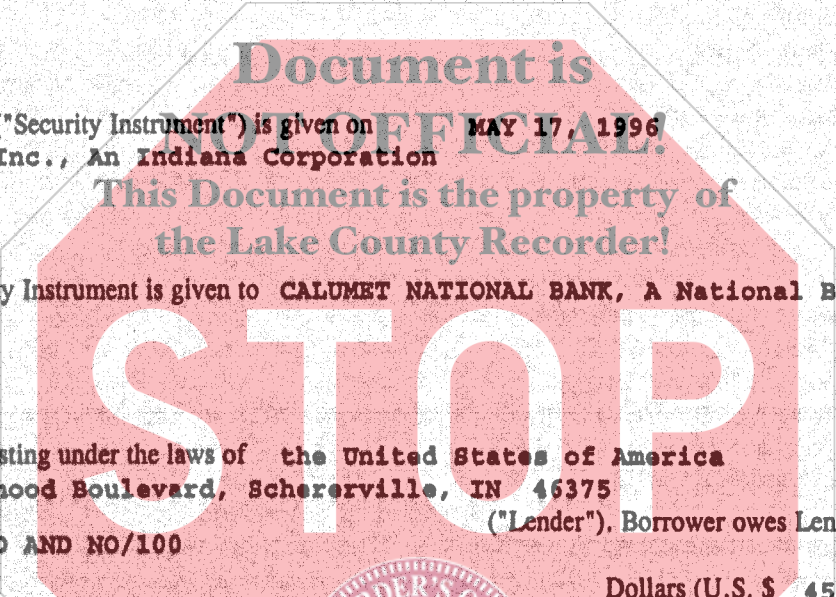 Document is
("Security Instrument") is given on MAY 17, 1996
NOT OFFICIAL!
Inc., An Indiana Corporation
This Document is the property of
the Lake County Recorder!
y Instrument is given to CALUMET NATIONAL BANK, A National B
STOP
sting under the laws of the United States of America
ood Boulevard, Schererville, IN 46375
("Lender"). Borrower owes Len
AND NO/100
DER'S
Dollars (U.S. $ 45